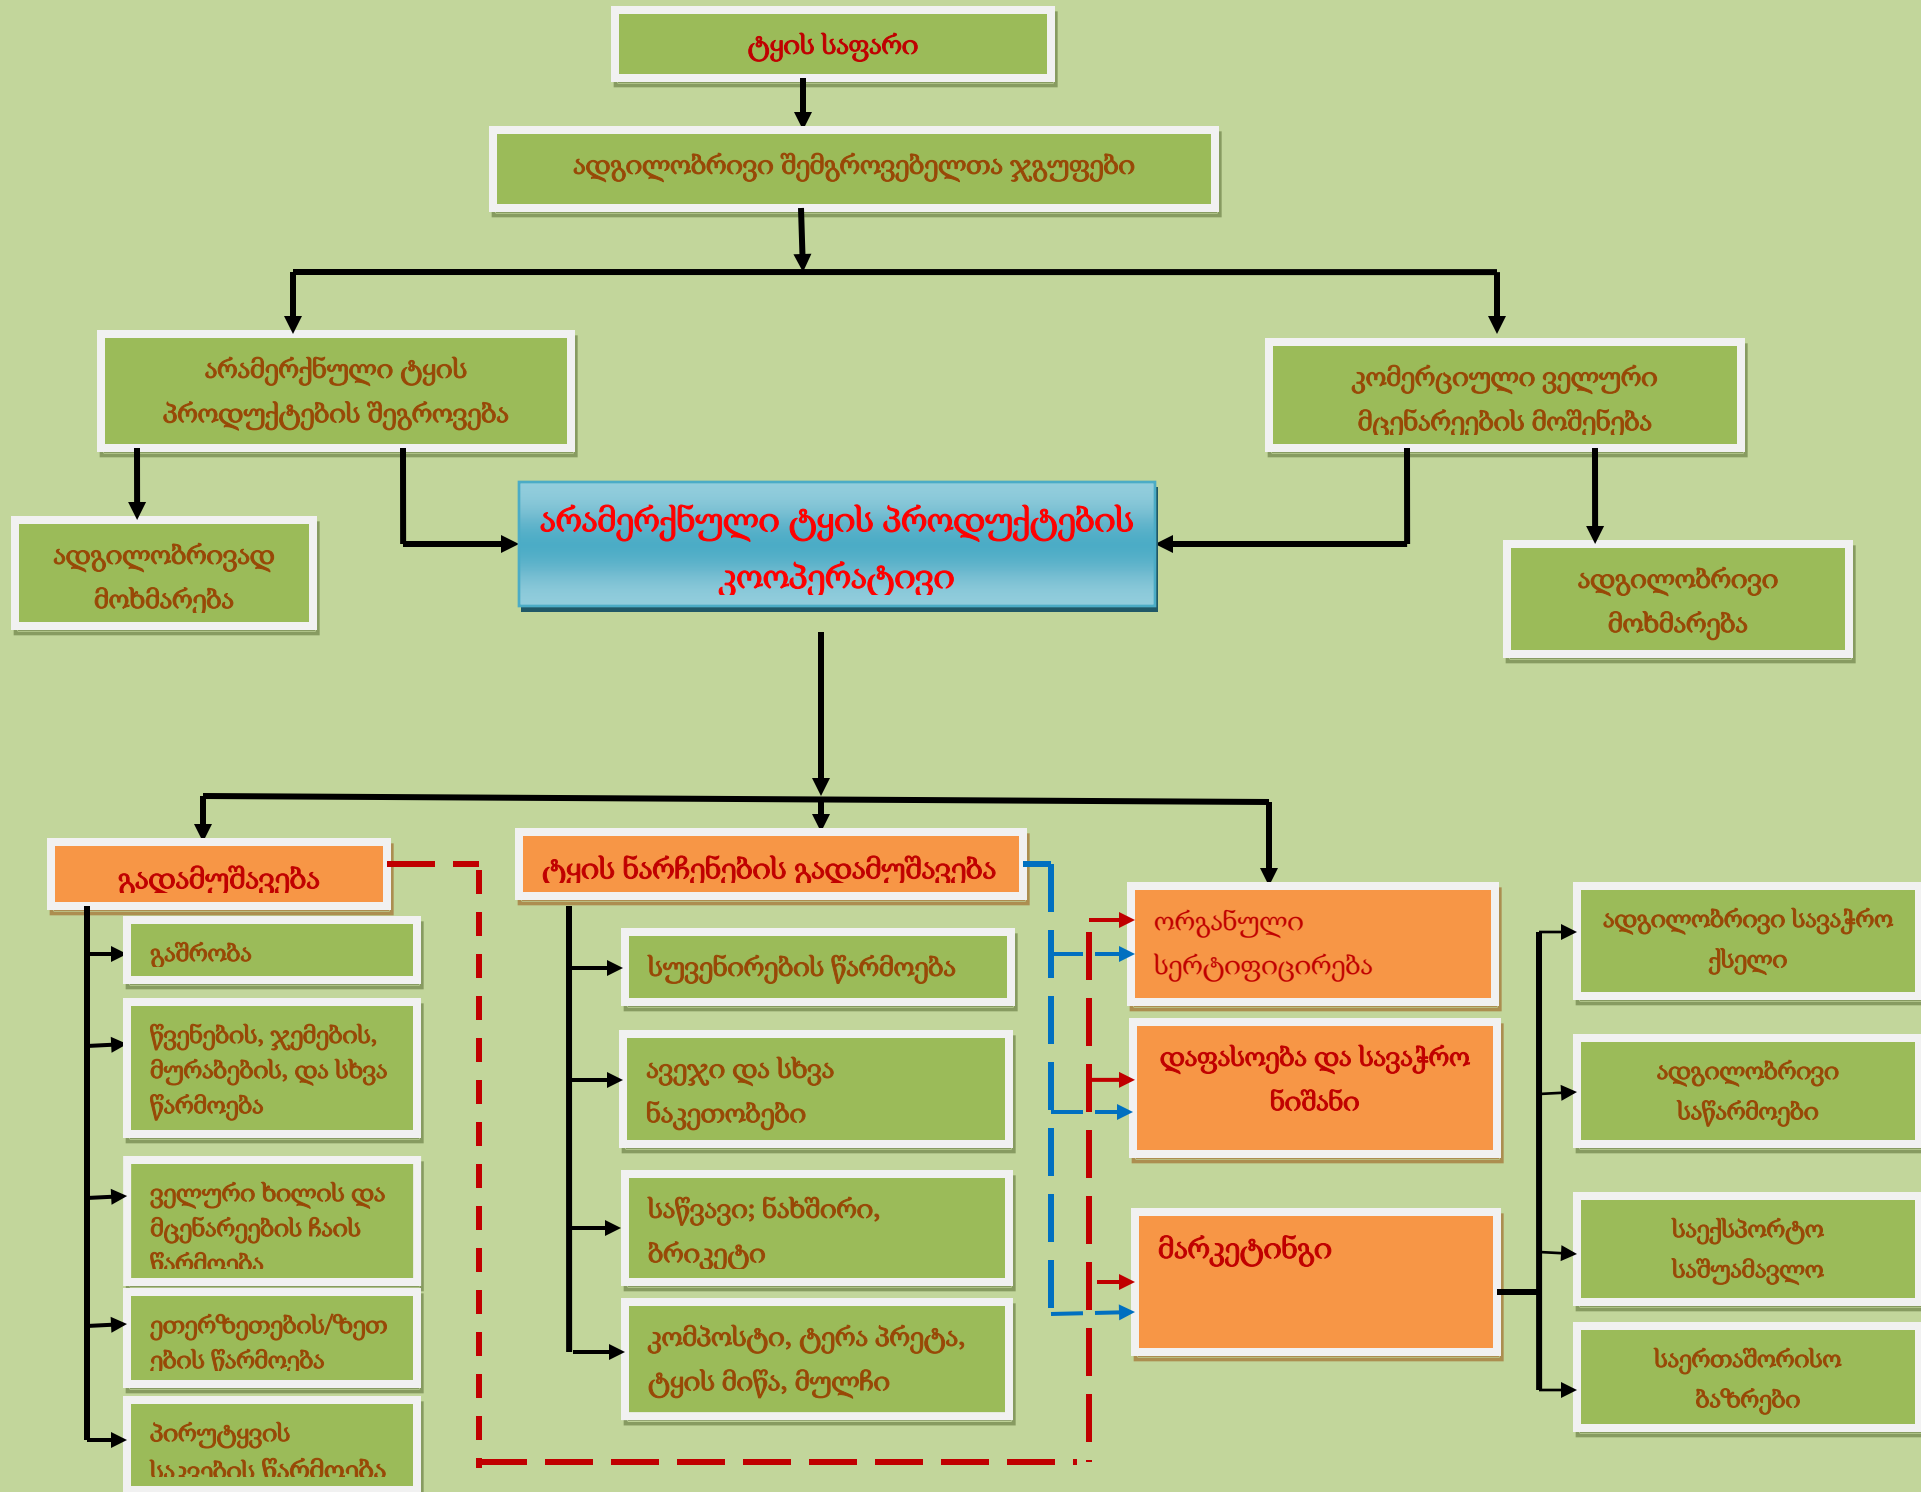 ტყის საფარი
ადგილობრივი შემგროვებელთა ჯგუფები
არამერქნული ტყის
პროდუქტების შეგროვება
კომერციული ველური
მცენარეების მოშენება
არამერქნული ტყის პროდუქტების
კოოპერატივი
ადგილობრივად
მოხმარება
ადგილობრივი
მოხმარება
გადამუშავება
გაშრობა
წვენების, ჯემების,
მურაბების, და სხვა
წარმოება
ველური ხილის და
მცენარეების ჩაის
წარმოება
ეთერზეთების/ზეთ
ების წარმოება
პირუტყვის
საკვების წარმოება
ტყის ნარჩენების გადამუშავება
სუვენირების წარმოება
ავეჯი და სხვა
ნაკეთობები
საწვავი; ნახშირი,
ბრიკეტი
კომპოსტი, ტერა პრეტა,
ტყის მიწა, მულჩი
ორგანული
სერტიფიცირება
დაფასოება და სავაჭრო
ნიშანი
მარკეტინგი
ადგილობრივი სავაჭრო
ქსელი
ადგილობრივი
საწარმოები
საექსპორტო
საშუამავლო
საერთაშორისო
ბაზრები